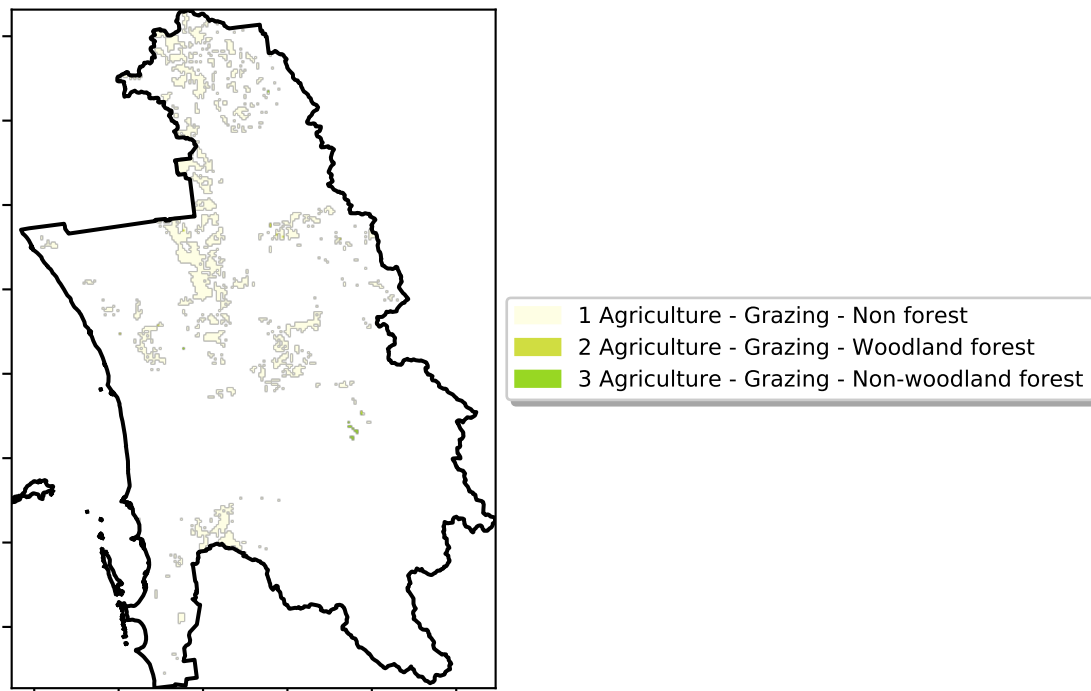 1 Agriculture - Grazing - Non forest
2 Agriculture - Grazing - Woodland forest
3 Agriculture - Grazing - Non-woodland forest